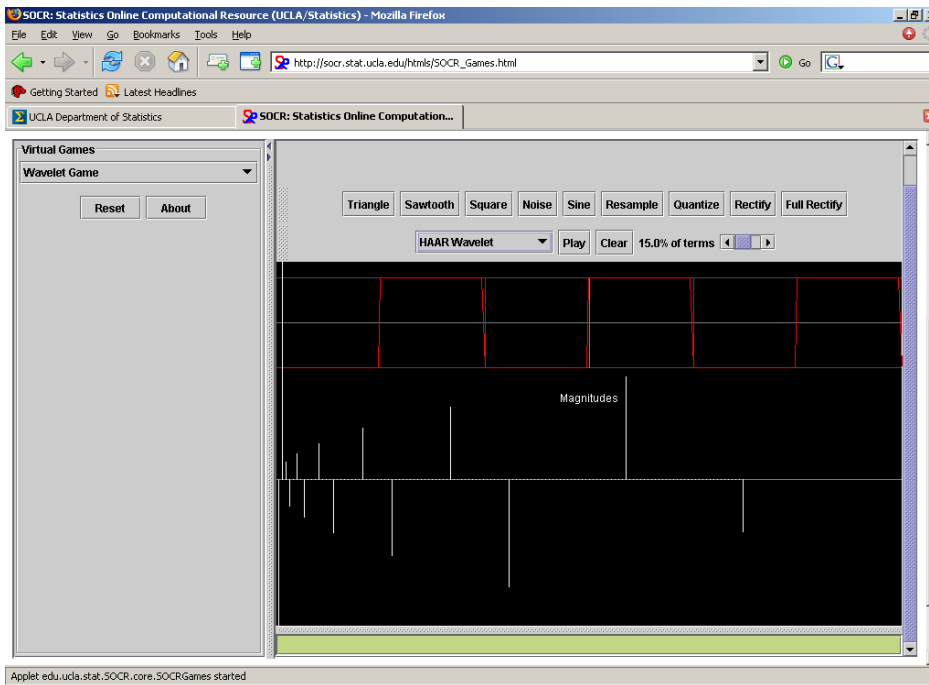 SOCR: Statistics Online Computational Resource (UCLA/Statistics) - Mozilla Firefox
File Edit View Go Bookmarks Tools Help
http://socr.stat.ucla.edu/htmls/SOCR_Games.html Go G
Getting Started Latest Headlines
UCLA Department of Statistics SOCR: Statistics Online Computation...
Virtual Games
Wavelet Game
Reset About
Triangle Sawtooth Square Noise Sine Resample Quantize Rectify Full Rectify
HAAR Wavelet Play Clear 15.0% of terms
Magnitudes
Applet edu.ucla.stat.SOCR.core.SOCRGames started